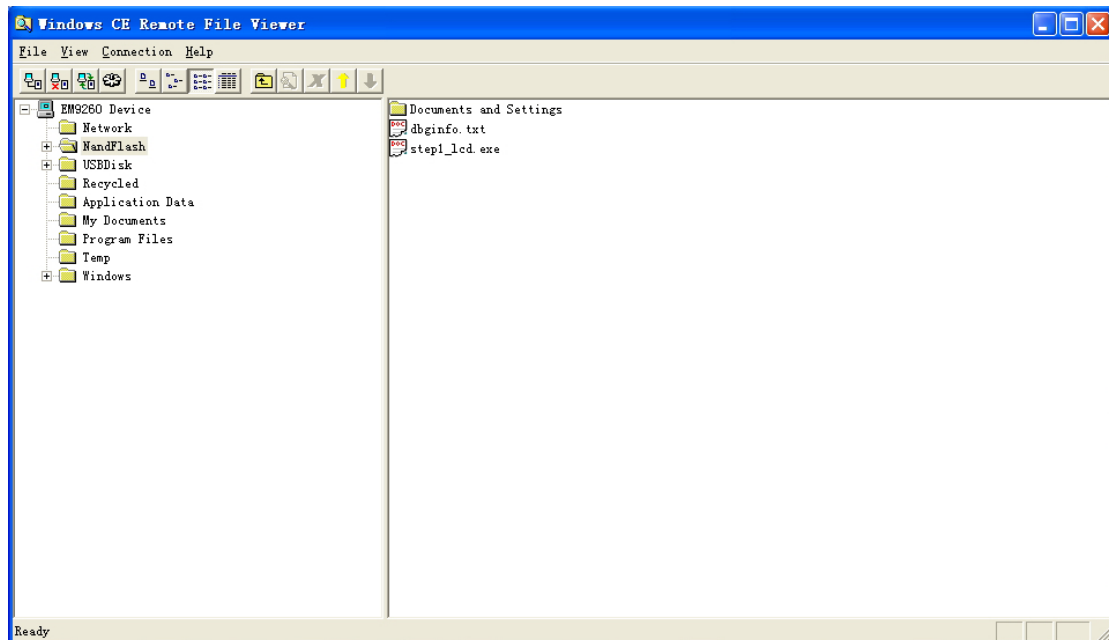 Windows CE Remote File Viewer
File View Connection Help
EM9260 Device
Network
NandFlash
USBDisk
Recycled
Application Data
My Documents
Program Files
Temp
Windows
Documents and Settings
dbginfo.txt
step1_lcd.exe
Ready